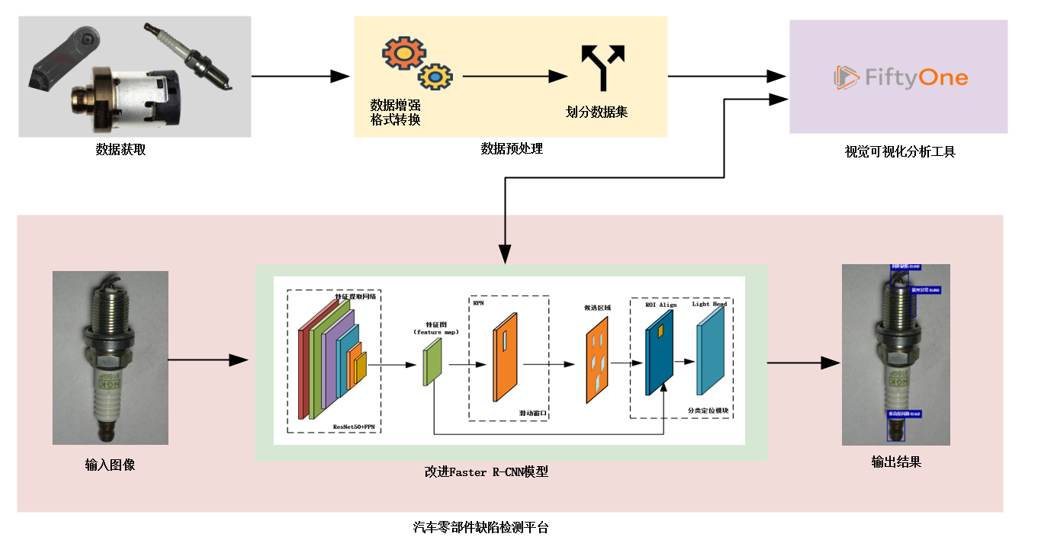 FiftyOne
数据增强
格式转换
划分数据集
数据获取
数据预处理
视觉可视化分析工具
特征提取网络
RPN
候选区域
ROI Align
Light Head
特征图
(feature map)
滑动窗口
分类定位模块
ResNet50+FPN
NGK
输入图像
改进Faster R-CNN模型
输出结果
汽车零部件缺陷检测平台